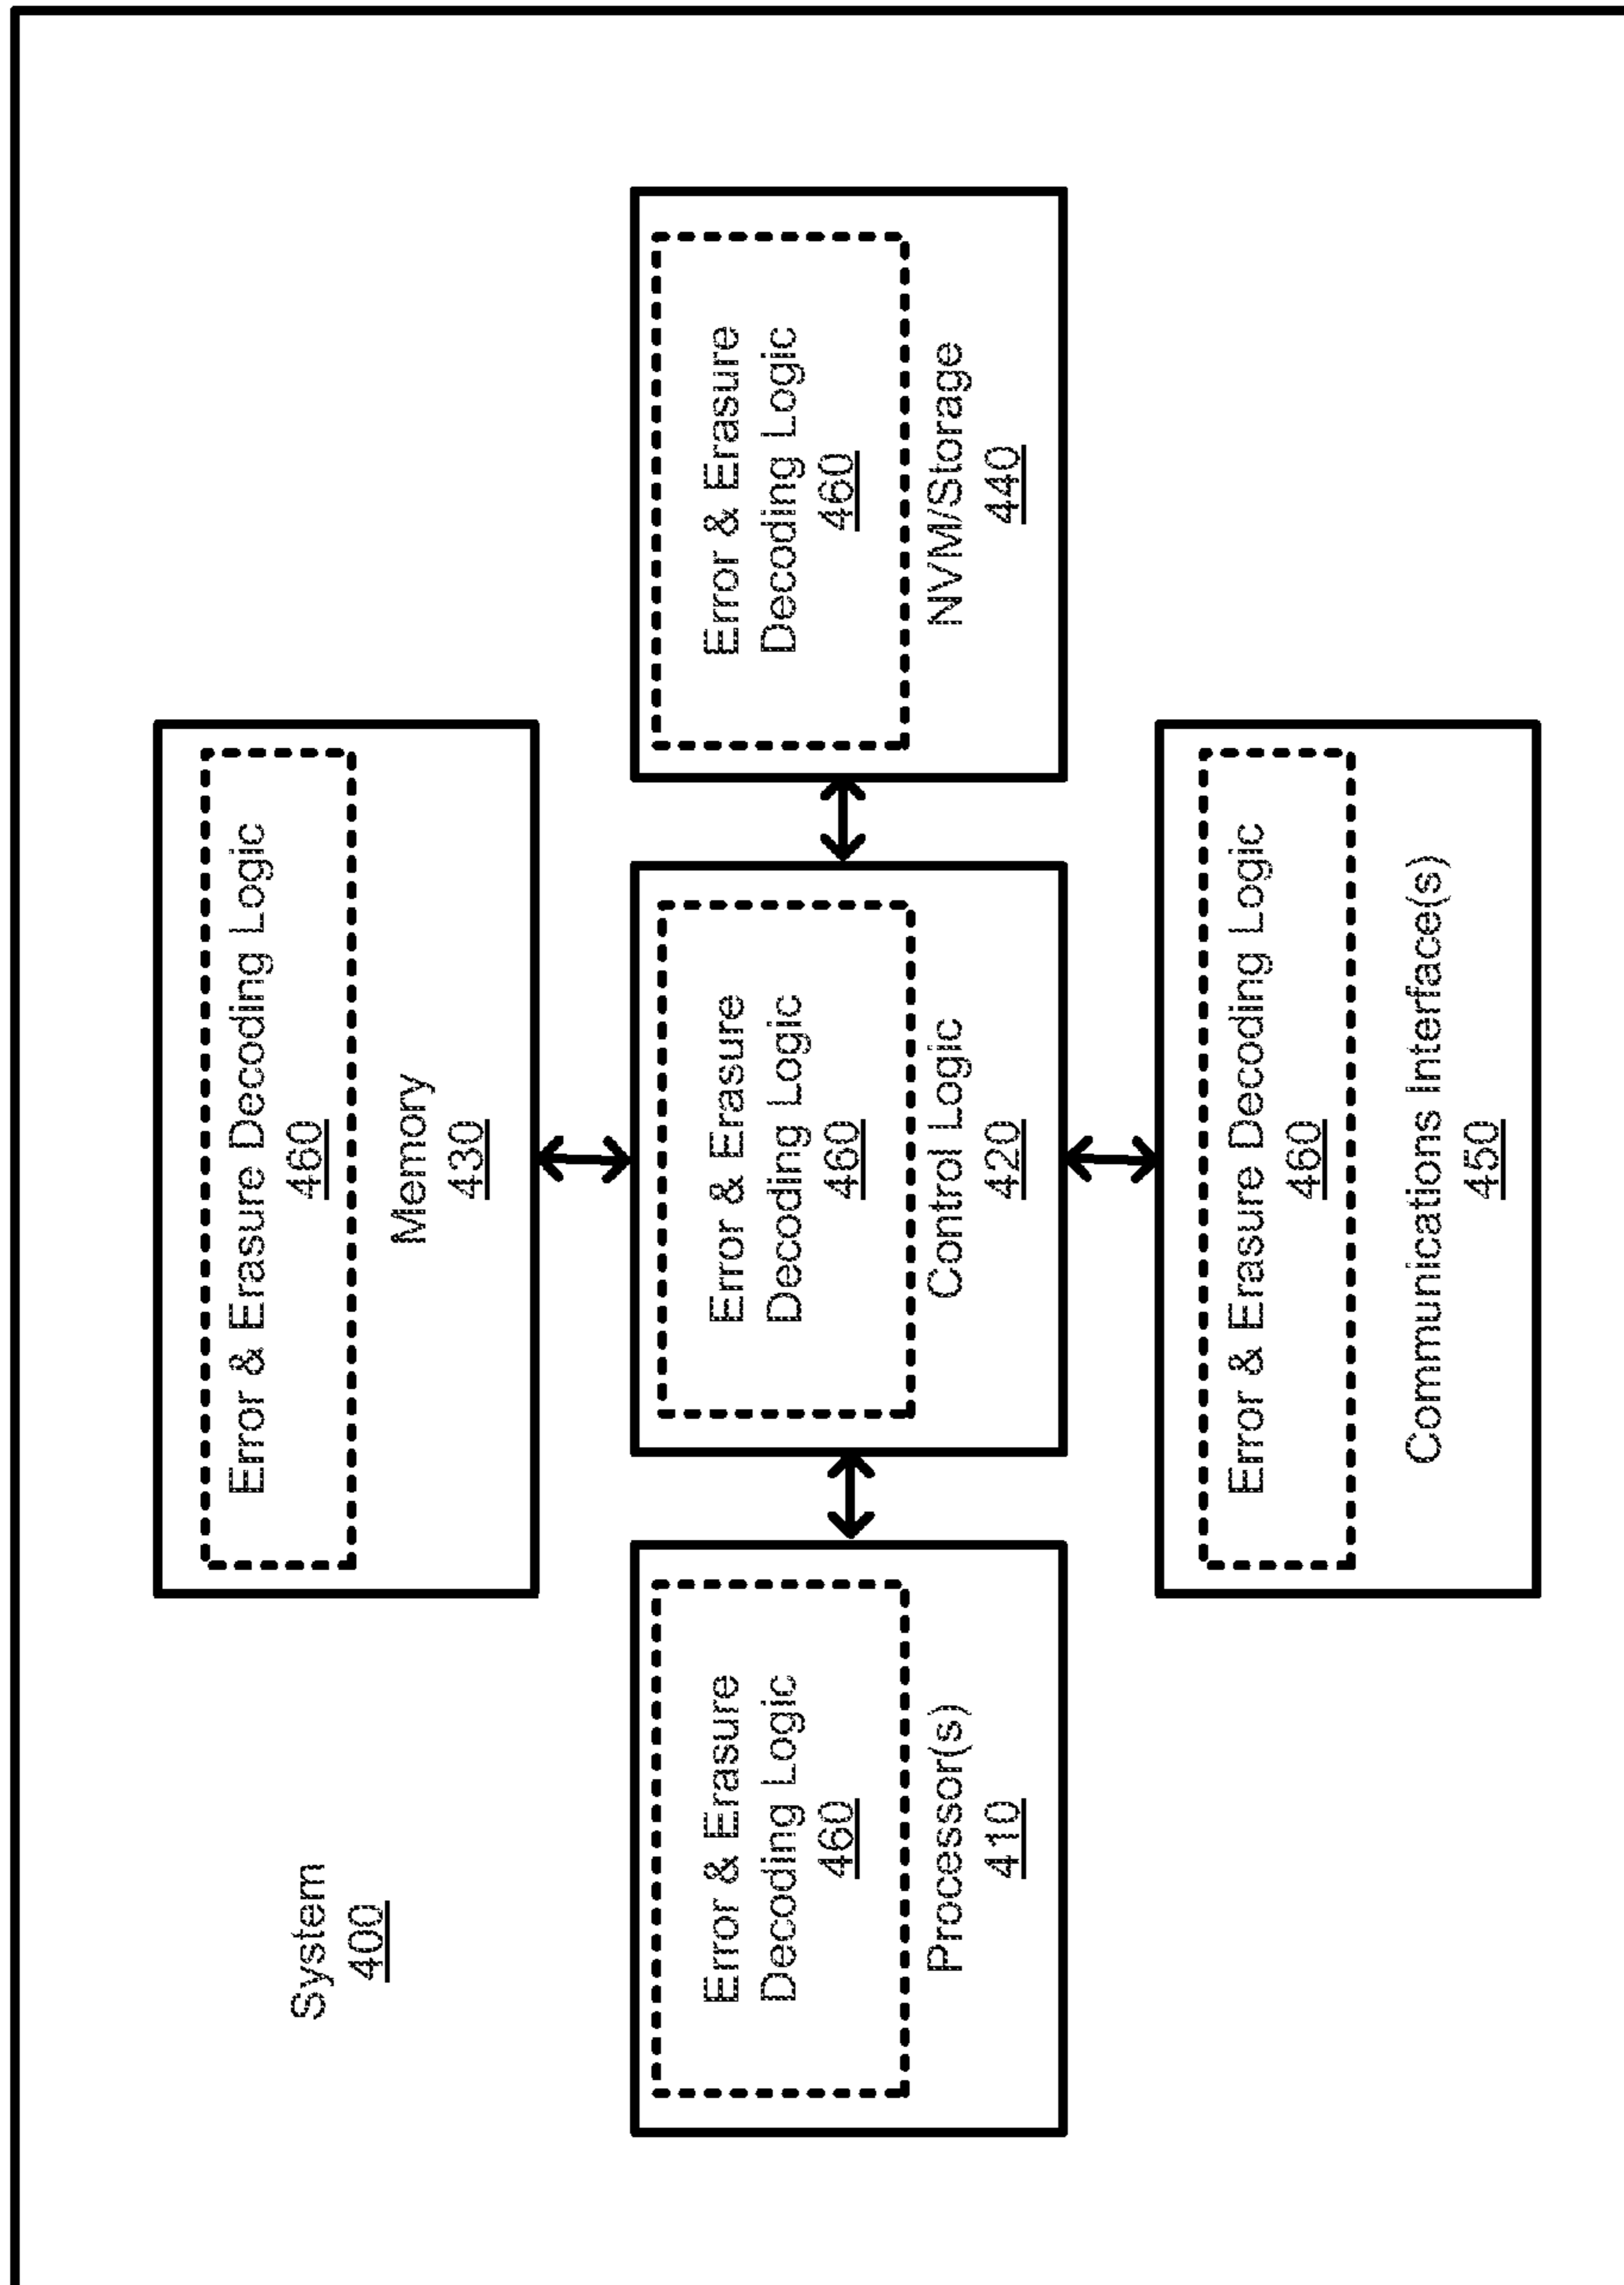 System
400
Error & Erasure Decoding Logic
460
Memory
430
Error & Erasure
Decoding Logic
460
Processor(s)
410
Error & Erasure
Decoding Logic
460
Control Logic
420
Error & Erasure
Decoding Logic
460
NVM/Storage
440
Error & Erasure Decoding Logic
460
Communications Interface(s)
450